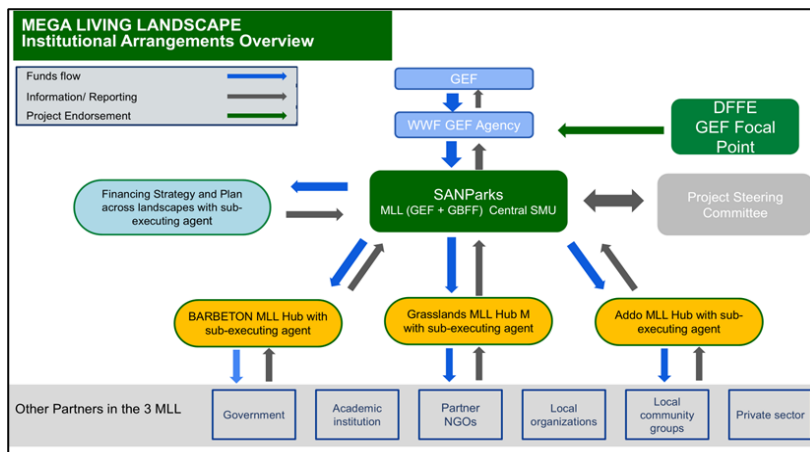 MEGA LIVING LANDSCAPE
Institutional Arrangements Overview
Funds flow
Information/ Reporting
Project Endorsement
GEF
WWF GEF Agency
DFFE
GEF Focal
Point
SANParks
MLL (GEF + GBFF) Central SMU
Project Steering
Committee
Financing Strategy and Plan
across landscapes with sub-
executing agent
BARBETON MLL Hub with
sub-executing agent
Grasslands MLL Hub M
with sub-executing agent
Addo MLL Hub with sub-
executing agent
Other Partners in the 3 MLL
Government
Academic
institution
Partner
NGOs
Local
organizations
Local
community
groups
Private sector